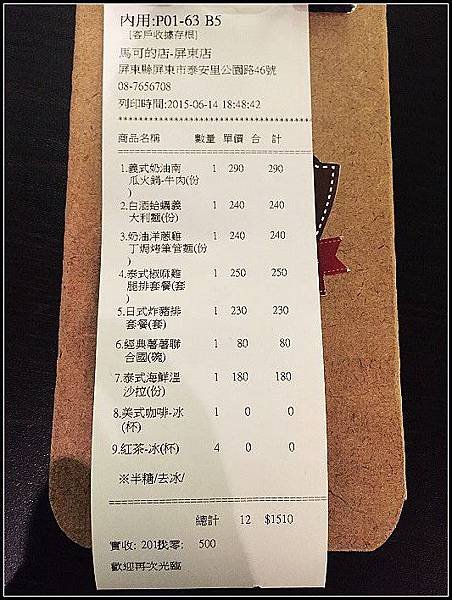 內用:P01-63 B5
[客戶收據存根]
馬可的店-屏東店
屏東縣屏東市泰安里公園路46號
08-7656708
列印時間:2015-06-14 18:48:42
商品名稱 數量 單價 合 計
1.義式奶油南 1 290 290
瓜火鍋-牛肉(份
)
2.白酒蛤蠣義 1 240 240
大利麵(份)
3.奶油洋蔥雞 1 240 240
丁焗烤筆管麵(份
)
4.泰式椒麻雞 1 250 250
腿排套餐(套
)
5.日式炸豬排 1 230 230
套餐(套)
6.經典薯薯聯 1 80 80
合國(碗)
7.泰式海鮮溫 1 180 180
沙拉(份)
8.美式咖啡-冰 1 0 0
(杯)
9.紅茶-冰(杯) 4 0 0
※半糖/去冰/
總計 12 $1510
實收: 201找零: 500
歡迎再次光臨